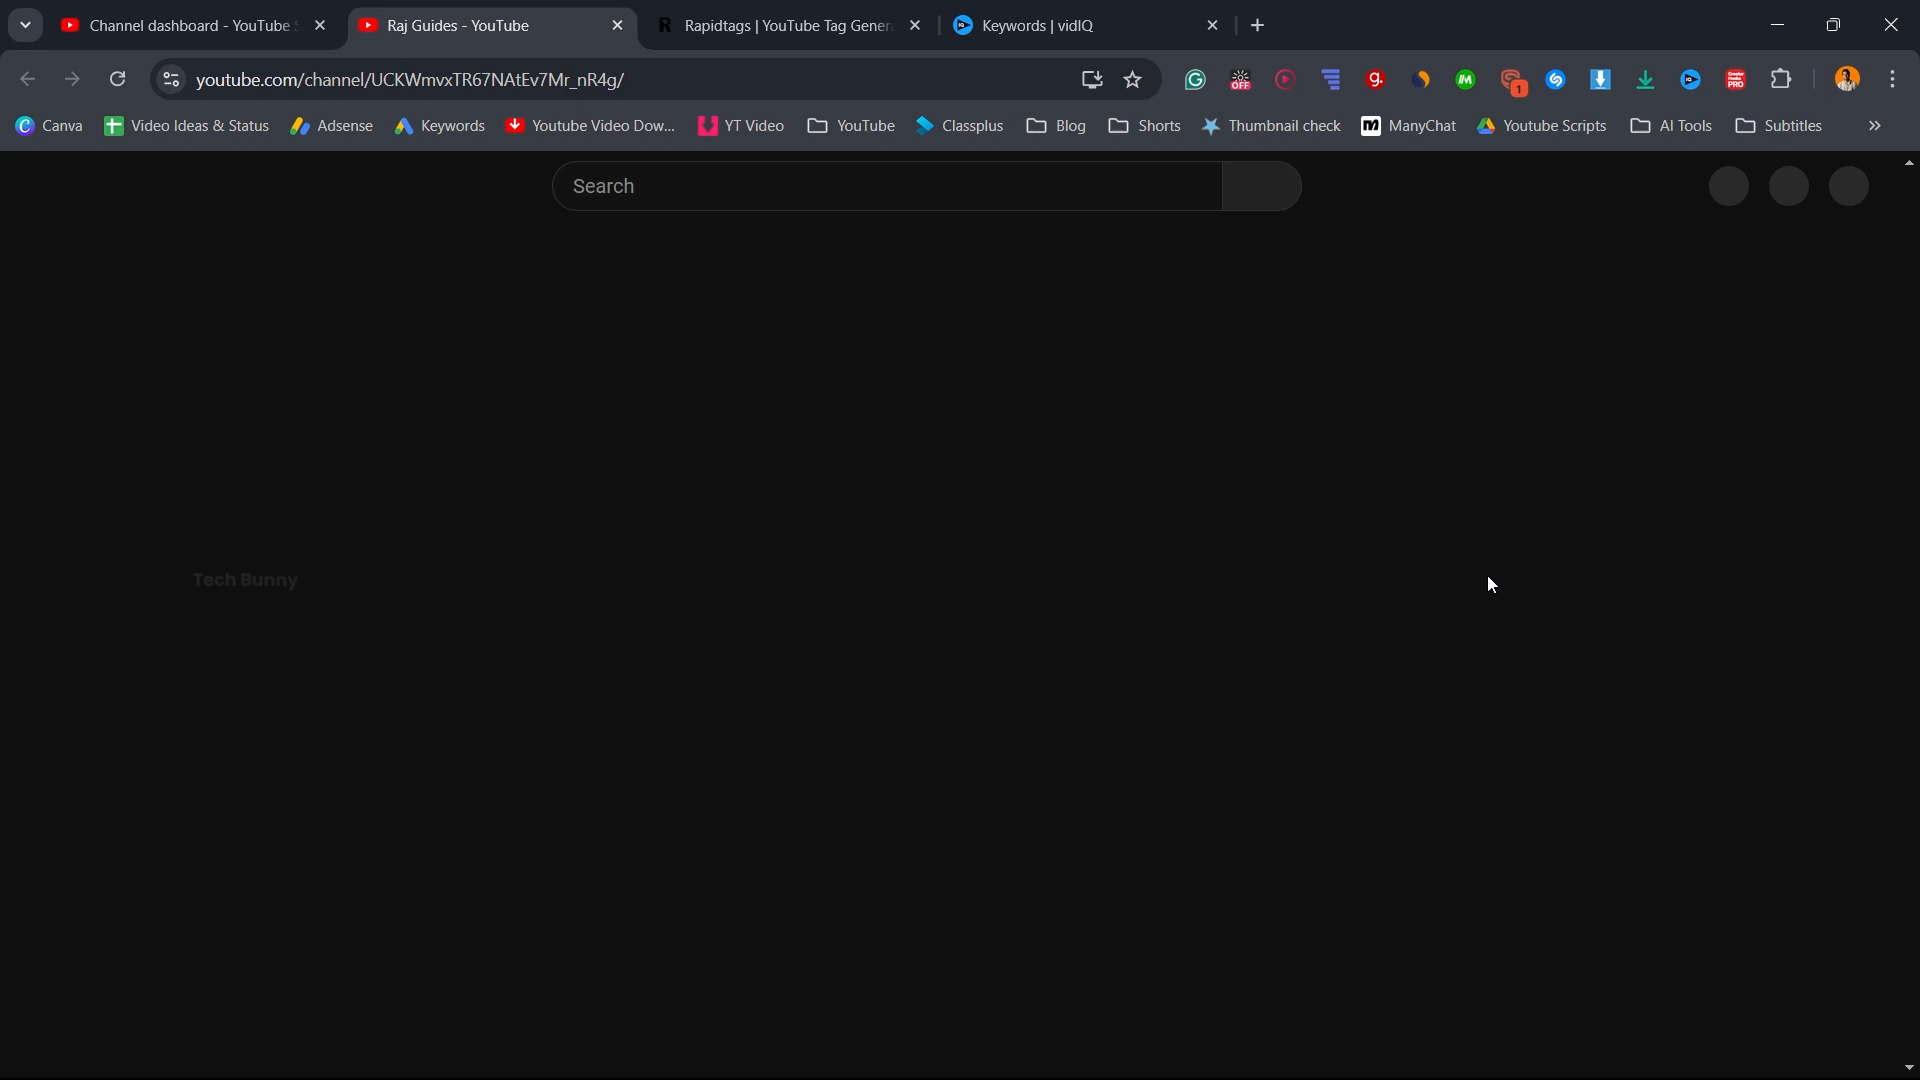 Channel dashboard - YouTube S
Raj Guides - YouTube
Rapidtags | YouTube Tag Gener
Keywords | vidIQ
youtube.com/channel/UCKWmvxTR67NAtEv7Mr_nR4g/
OFF
g.
1
Canva
Video Ideas & Status
Adsense
Keywords
Youtube Video Dow...
YT Video
YouTube
Classplus
Blog
Shorts
Thumbnail check
ManyChat
Youtube Scripts
AI Tools
Subtitles
Search
Tech Bunny